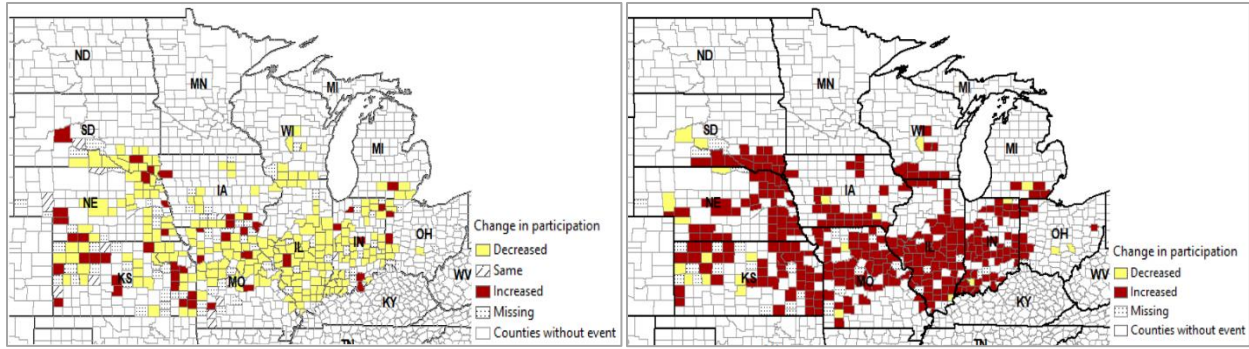 ND
MN
MI
SD
WI
MI
IA
NE
IL
IN
OH
KS
MO
WV
KY
TN
Change in participation
Decreased
Same
Increased
Missing
Counties without event
ND
MN
MI
SD
WI
MI
IA
NE
IL
IN
OH
KS
MO
WV
KY
TN
Change in participation
Decreased
Increased
Missing
Counties without event